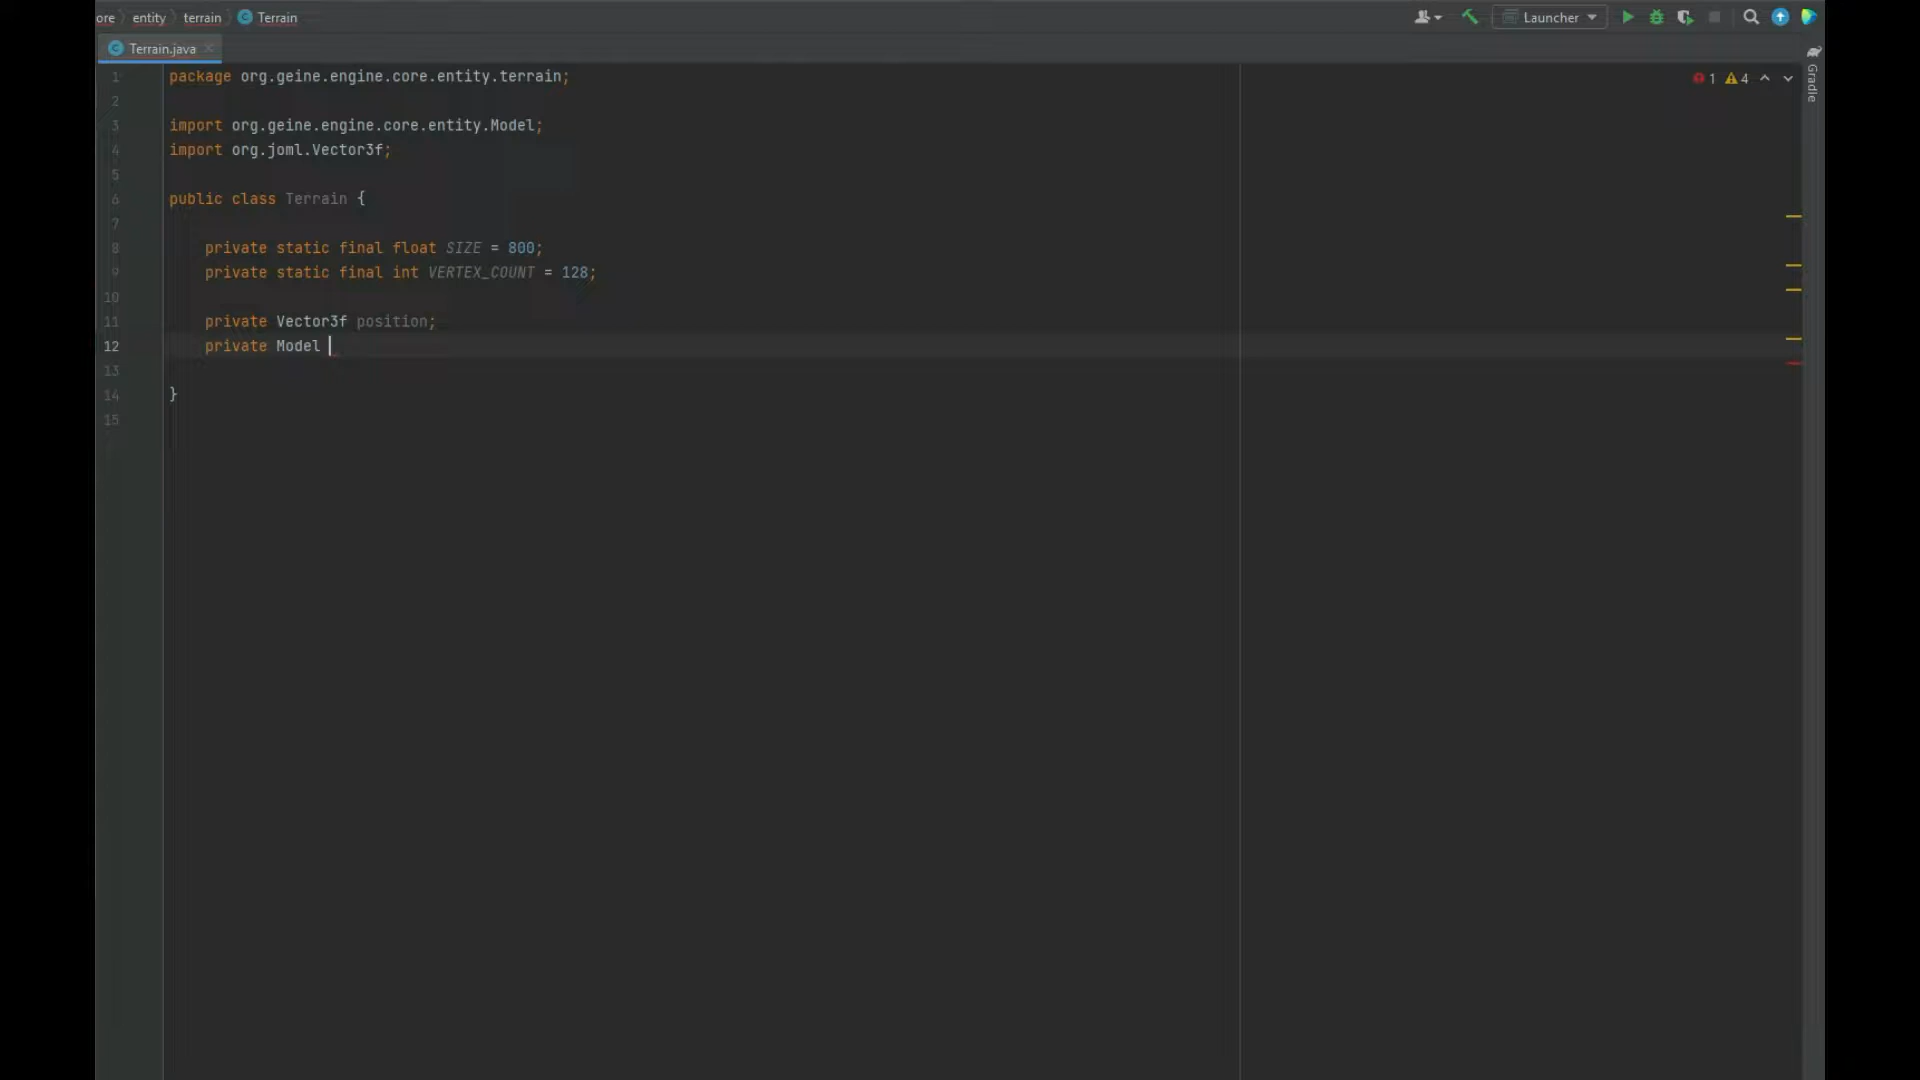 ore entity terrain Terrain
Launcher
Terrain.java
1 package org.geine.engine.core.entity.terrain;
1 4
Gradle
2
3 import org.geine.engine.core.entity.Model;
4 import org.joml.Vector3f;
5
6 public class Terrain {
7
8 private static final float SIZE = 800;
9 private static final int VERTEX_COUNT = 128;
10
11 private Vector3f position;
12 private Model
13
14 }
15